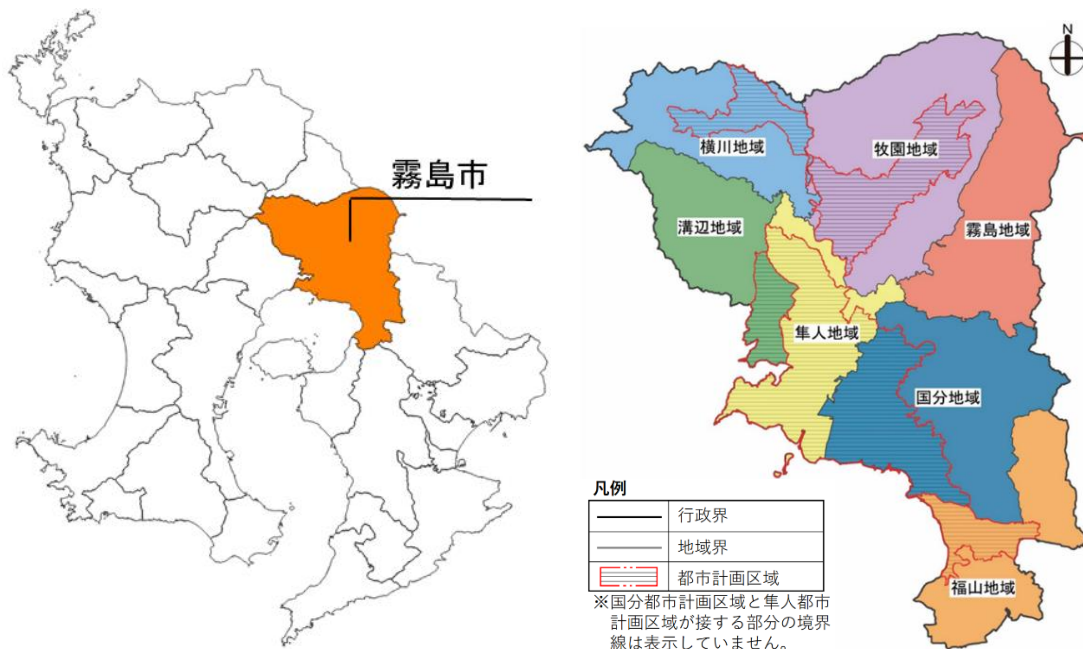 霧島市
N
横川地域
牧園地域
溝辺地域
霧島地域
隼人地域
国分地域
福山地域
凡例
行政界
地域界
都市計画区域
※国分都市計画区域と隼人都市
計画区域が接する部分の境界
線は表示していません。